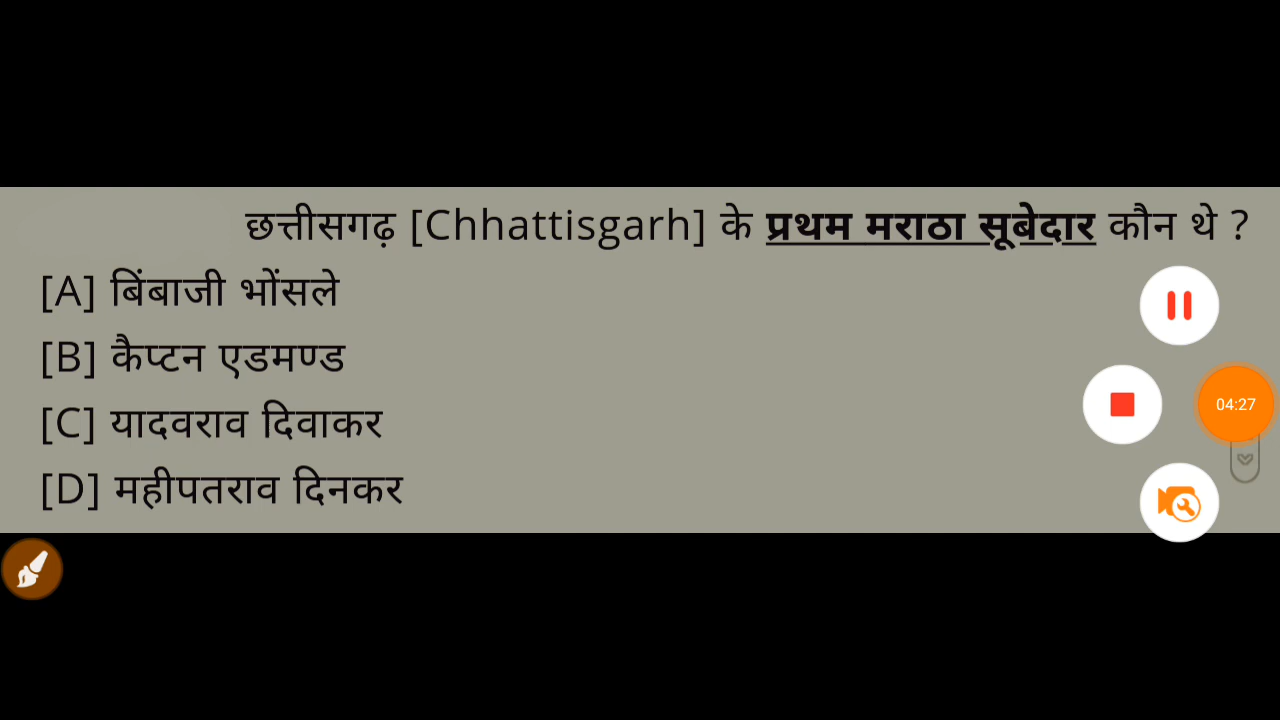 छत्तीसगढ़ [Chhattisgarh] के प्रथम मराठा सूबेदार कौन थे ?
[A] बिंबाजी भोंसले
[B] कैप्टन एडमण्ड
[C] यादवराव दिवाकर
04:27
[D] महीपतराव दिनकर